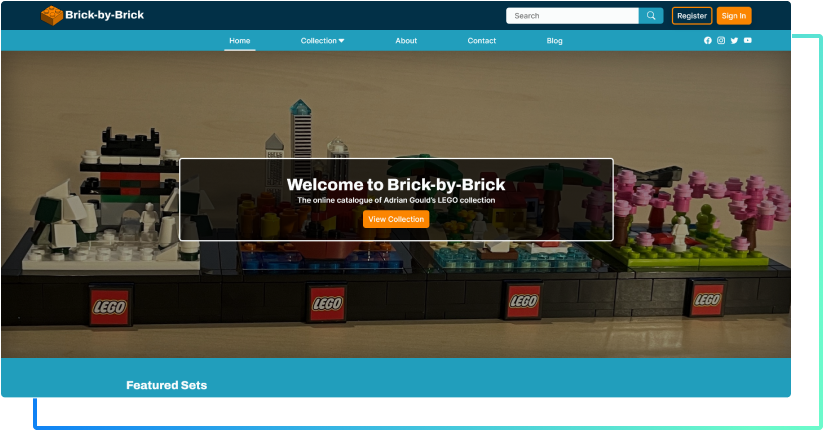 Brick-by-Brick
Search
Register
Sign In
Home
Collection
About
Contact
Blog
Welcome to Brick-by-Brick
The online catalogue of Adrian Gould's LEGO collection
View Collection
LEGO
LEGO
LEGO
LEGO
Featured Sets